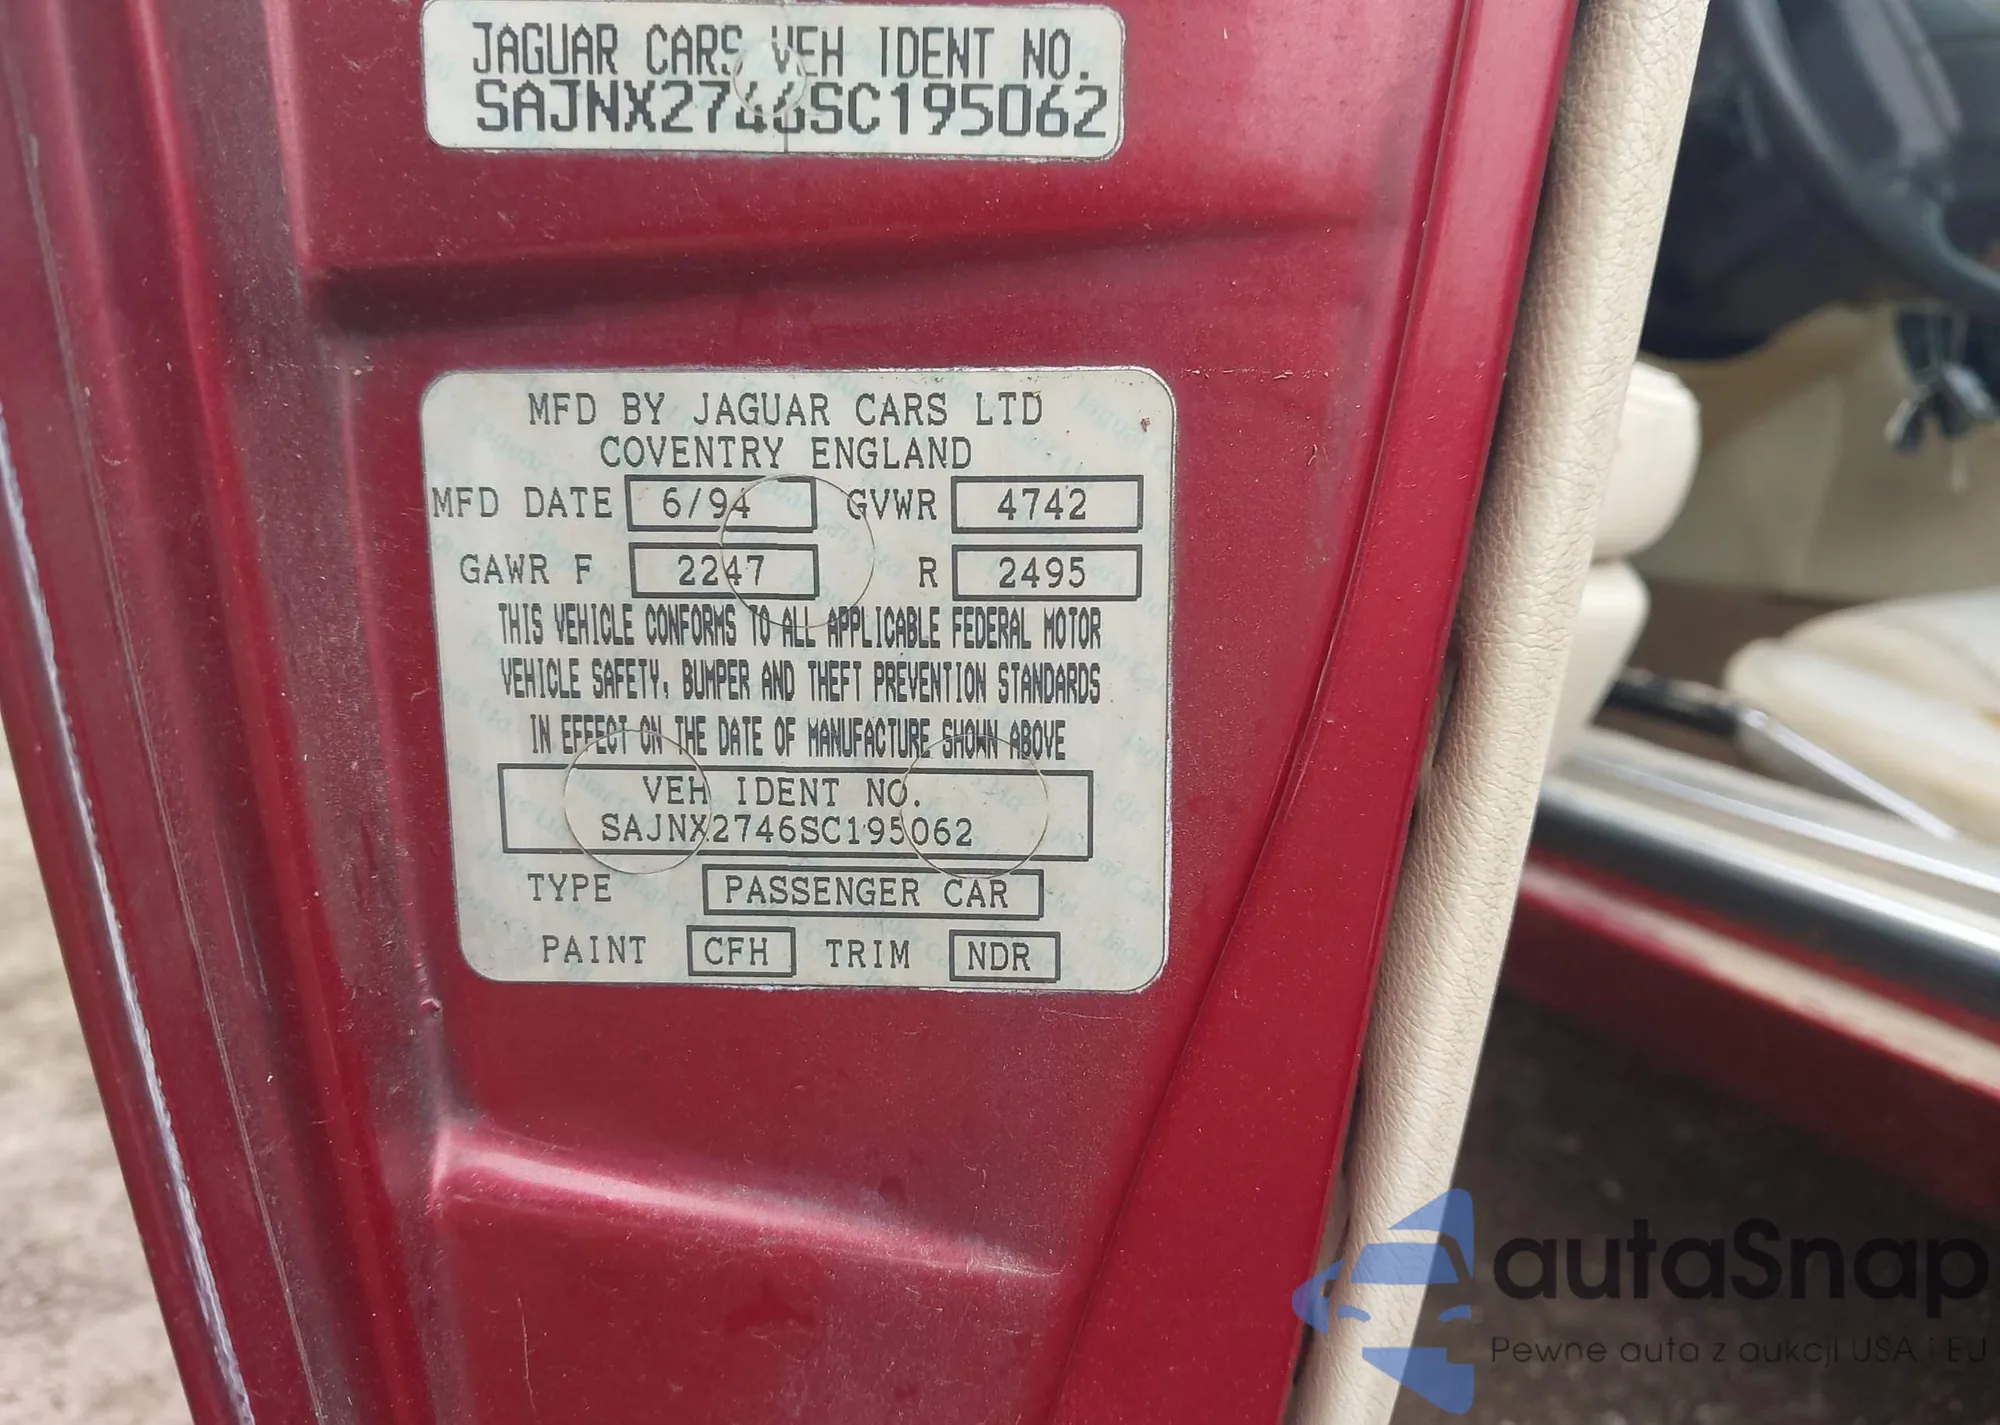 JAGUAR CARS VEH IDENT NO.
SAJNX2746SC195062
MFD BY JAGUAR CARS LTD
COVENTRY ENGLAND
MFD DATE 6/94 GVWR 4742
GAWR F 2247 R 2495
THIS VEHICLE CONFORMS TO ALL APPLICABLE FEDERAL MOTOR
VEHICLE SAFETY, BUMPER AND THEFT PREVENTION STANDARDS
IN EFFECT ON THE DATE OF MANUFACTURE SHOWN ABOVE
VEH IDENT NO.
SAJNX2746SC195062
TYPE PASSENGER CAR
PAINT CFH TRIM NDR
autaSnap
Pewne auta z aukcji USA i EU